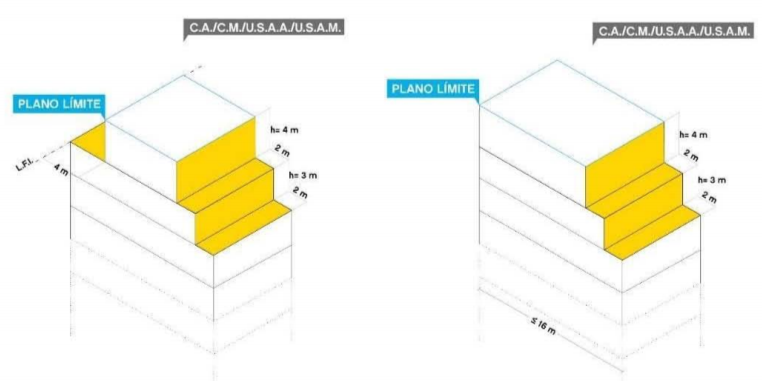 C.A./C.M./U.S.A.A./U.S.A.M.
PLANO LÍMITE
h= 4 m
2 m
h= 3 m
2 m
L.F.I.
4 m
C.A./C.M./U.S.A.A./U.S.A.M.
PLANO LÍMITE
h= 4 m
2 m
h= 3 m
2 m
≤ 16 m